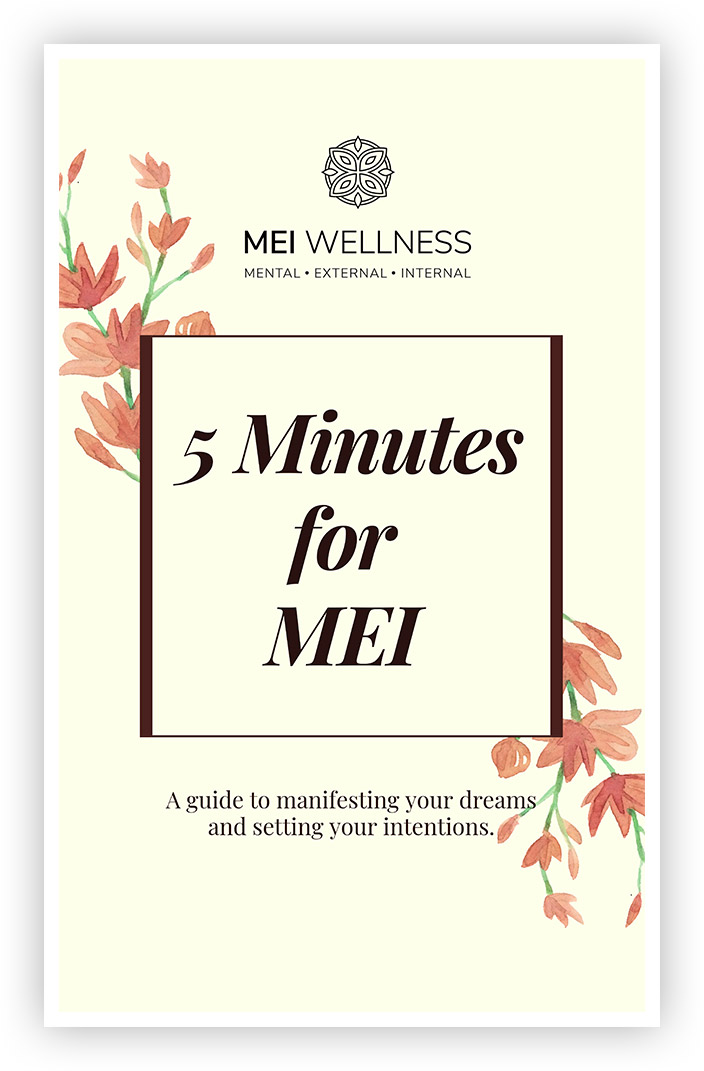 MEI WELLNESS
MENTAL • EXTERNAL • INTERNAL
5 Minutes
for
MEI
A guide to manifesting your dreams
and setting your intentions.